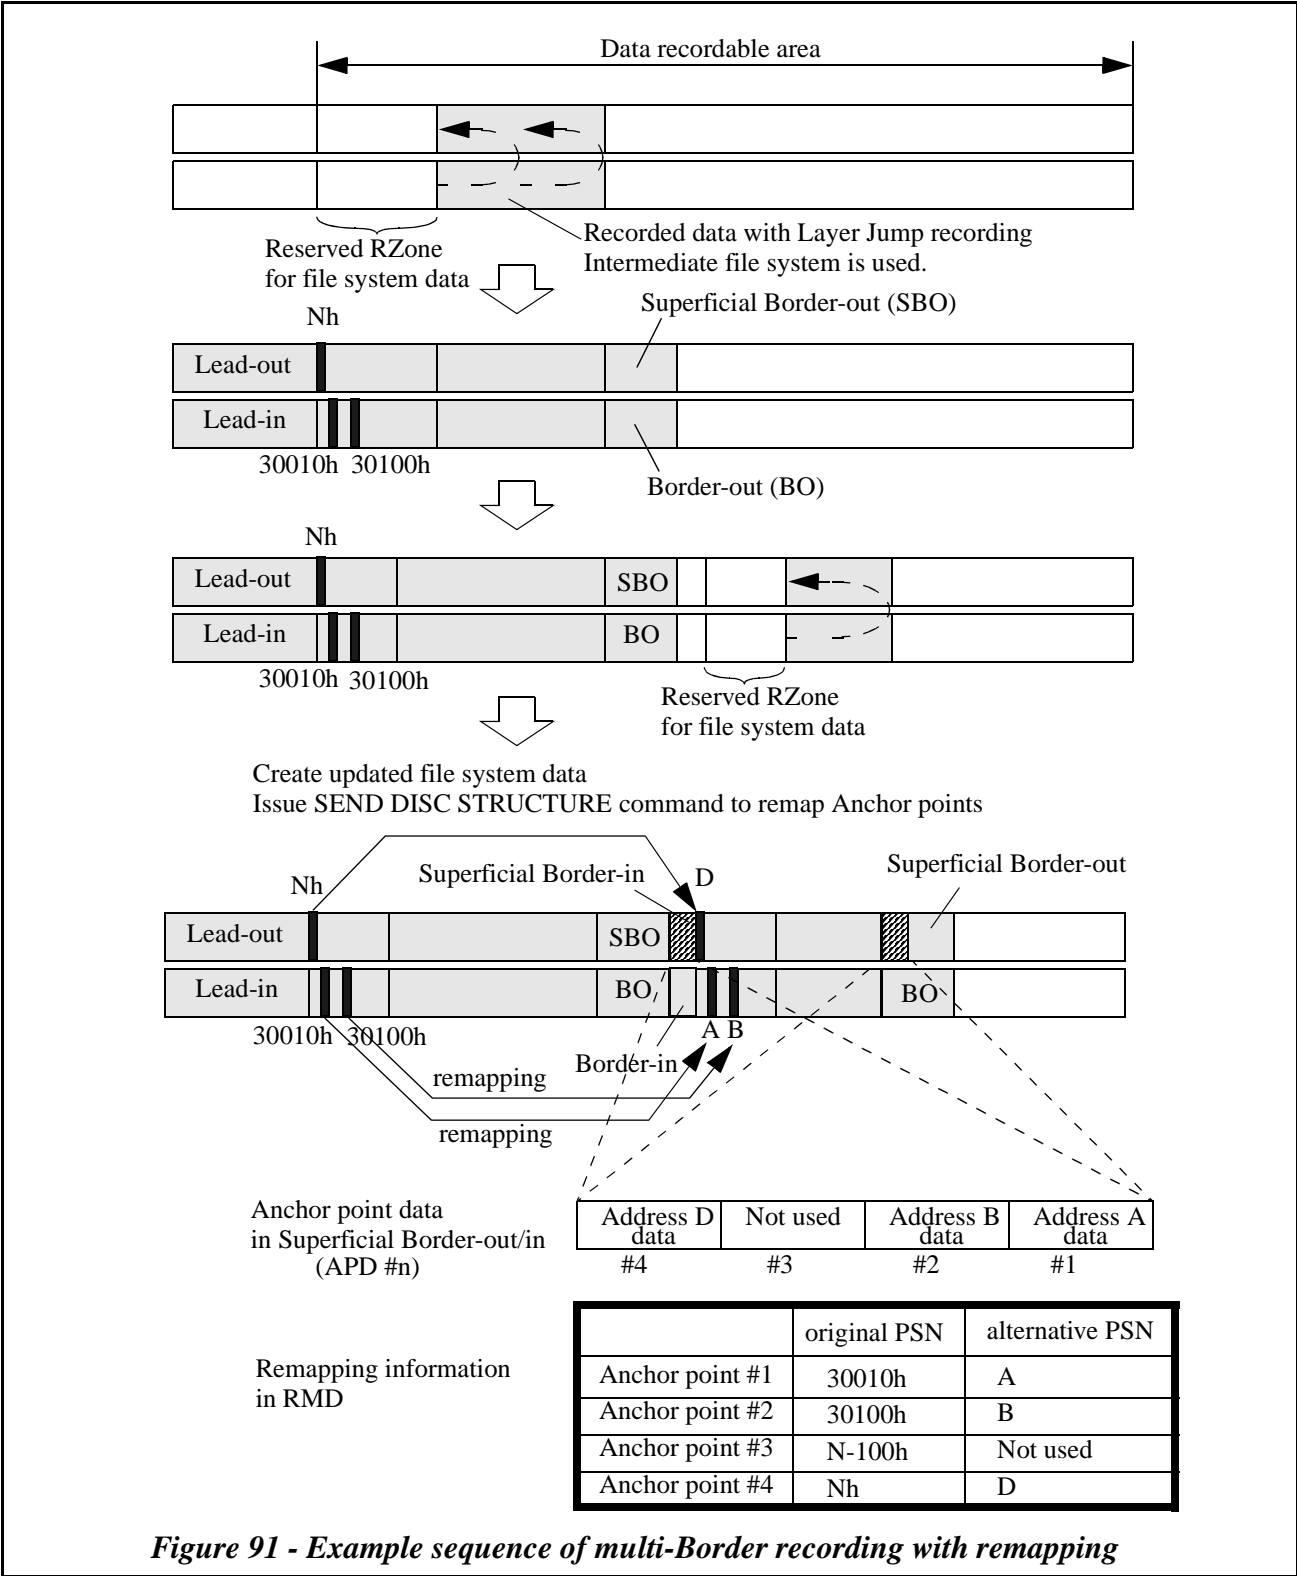 Data recordable area
Reserved RZone
for file system data
Recorded data with Layer Jump recording
Intermediate file system is used.
Superficial Border-out (SBO)
Nh
Lead-out
Lead-in
30010h 30100h
Border-out (BO)
Nh
Lead-out SBO
Lead-in BO
30010h 30100h
Reserved RZone
for file system data
Create updated file system data
Issue SEND DISC STRUCTURE command to remap Anchor points
Nh Superficial Border-in D Superficial Border-out
Lead-out SBO
Lead-in BO BO
30010h 30100h A B
Border-in
remapping
remapping
Anchor point data
in Superficial Border-out/in
(APD #n)
Address D data Not used Address B data Address A data
#4 #3 #2 #1
Remapping information
in RMD
original PSN alternative PSN
Anchor point #1 30010h A
Anchor point #2 30100h B
Anchor point #3 N-100h Not used
Anchor point #4 Nh D
Figure 91 - Example sequence of multi-Border recording with remapping